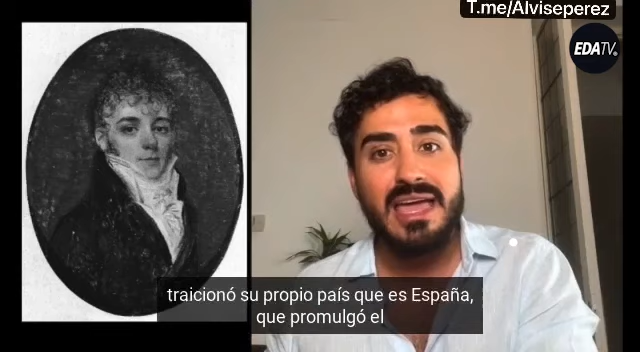 T.me/Alviseperez
EDATV.
traicionó su propio país que es España,
que promulgó el